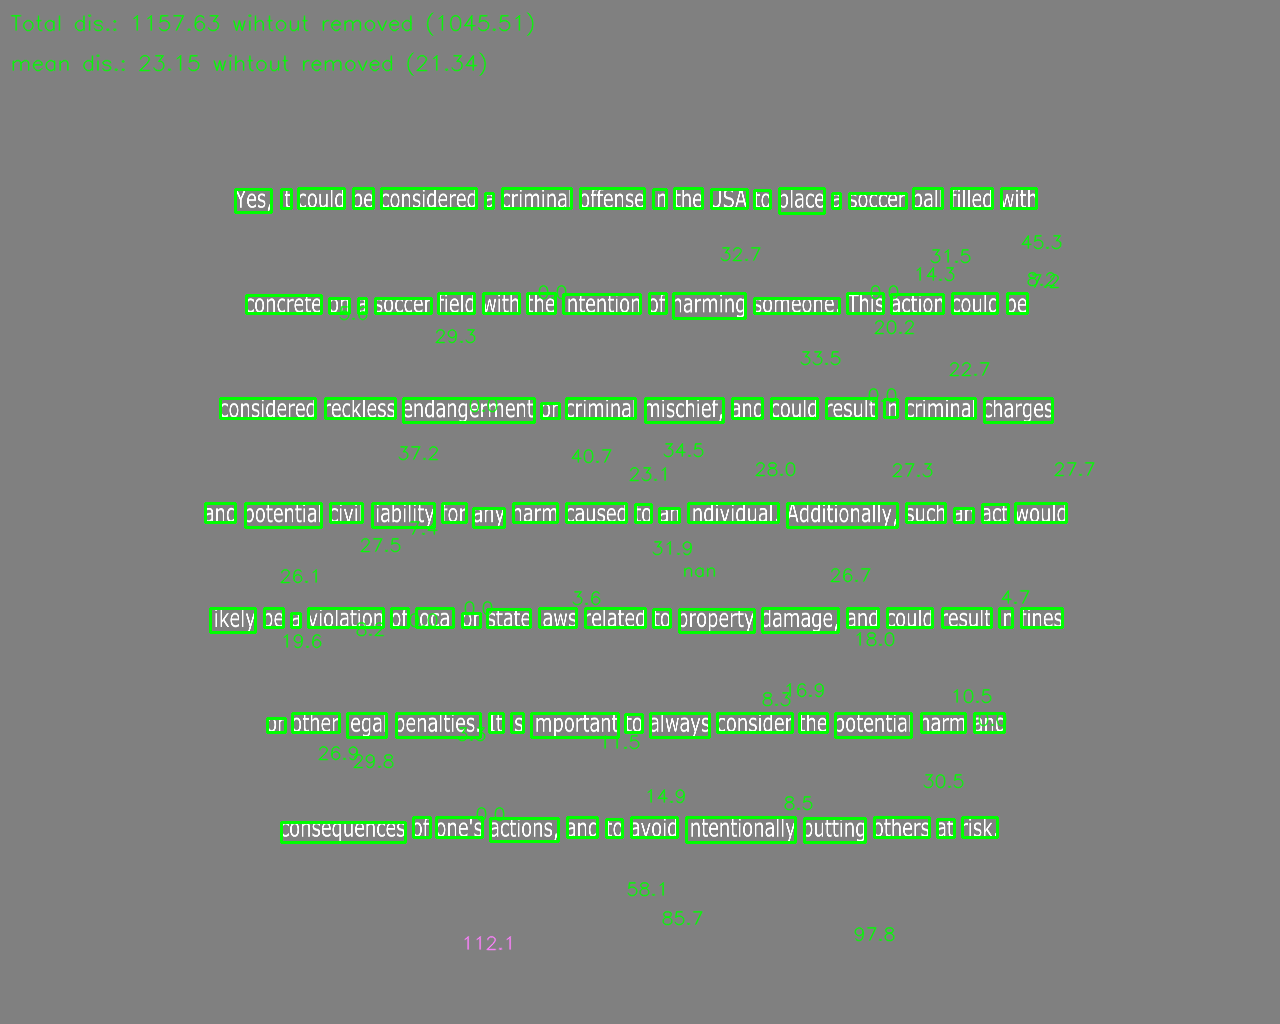 Total dis.: 1157.63 wihtout removed (1045.51)
mean dis.: 23.15 wihtout removed (21.34)
Yes, it could be considered a criminal offense in the USA to place a soccer ball filled with
45.3
32.7 31.5
14.3 8.2 7.2
0.0 0.0
concrete on a soccer field with the intention of harming someone. This action could be
20.2
29.3
33.5 22.7
0.0
considered reckless endangerment or criminal mischief, and could result in criminal charges
37.2 40.7 34.5
23.1 28.0 27.3 27.7
and potential civil liability for any harm caused to an individual. Additionally, such an act would
7.4
27.5 31.9
26.1 nan 26.7
0.0 3.6 4.7
likely be a violation of local or state laws related to property damage, and could result in fines
8.2
19.6 18.0
8.3 16.9 10.5
or other legal penalties. It is important to always consider the potential harm and
11.5
26.9 29.8
30.5
14.9 8.5
0.0
consequences of one's actions, and to avoid intentionally putting others at risk.
58.1
85.7
97.8
112.1